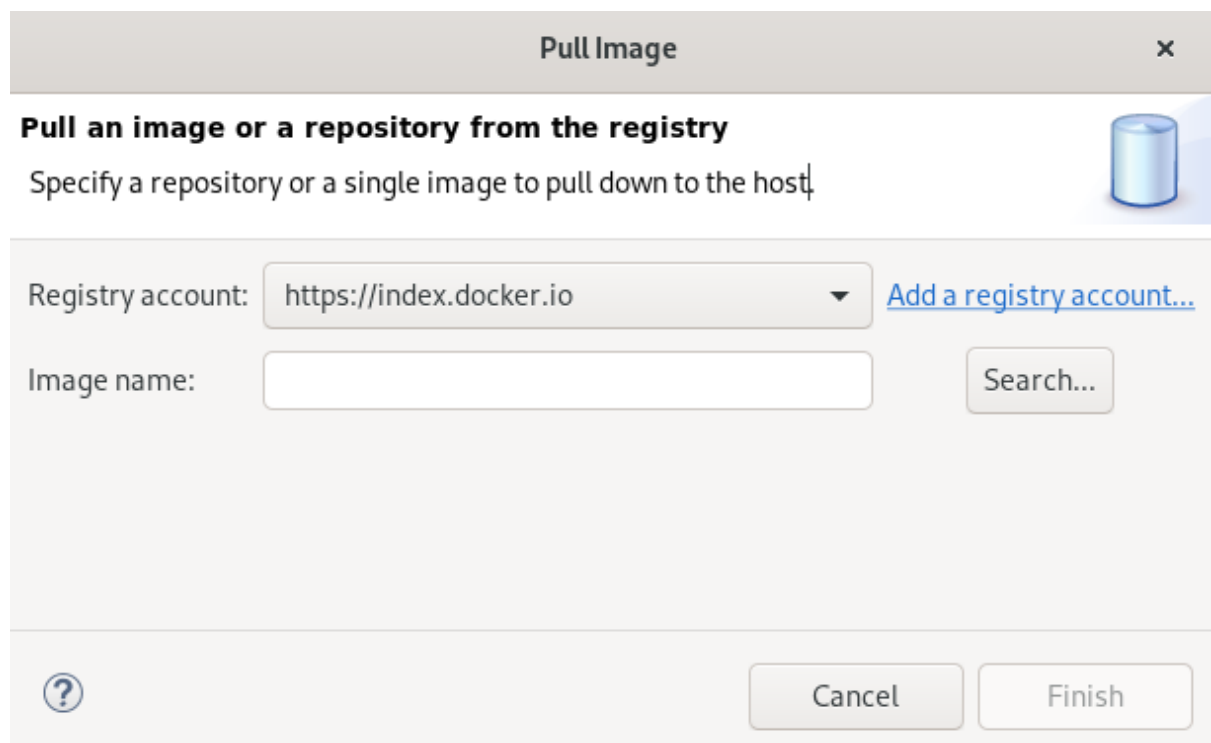 Pull Image
Pull an image or a repository from the registry
Specify a repository or a single image to pull down to the host.
Registry account: https://index.docker.io Add a registry account...
Image name: Search...
? Cancel Finish